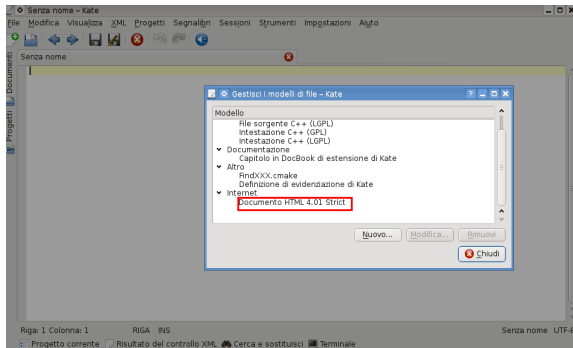 Senza nome – Kate
File Modifica Visualizza XML Progetti Segnalibri Sessioni Strumenti Impostazioni Aiuto
Senza nome
Documenti
Progetti
Gestisci i modelli di file – Kate
Modello
File sorgente C++ (LGPL)
Intestazione C++ (GPL)
Intestazione C++ (LGPL)
Documentazione
Capitolo in DocBook di estensione di Kate
Altro
FindXXX.cmake
Definizione di evidenziazione di Kate
Internet
Documento HTML 4.01 Strict
Nuovo... Modifica... Rimuovi
Chiudi
Riga: 1 Colonna: 1 RIGA INS Senza nome UTF-8
Progetto corrente Risultato del controllo XML Cerca e sostituisci Terminale